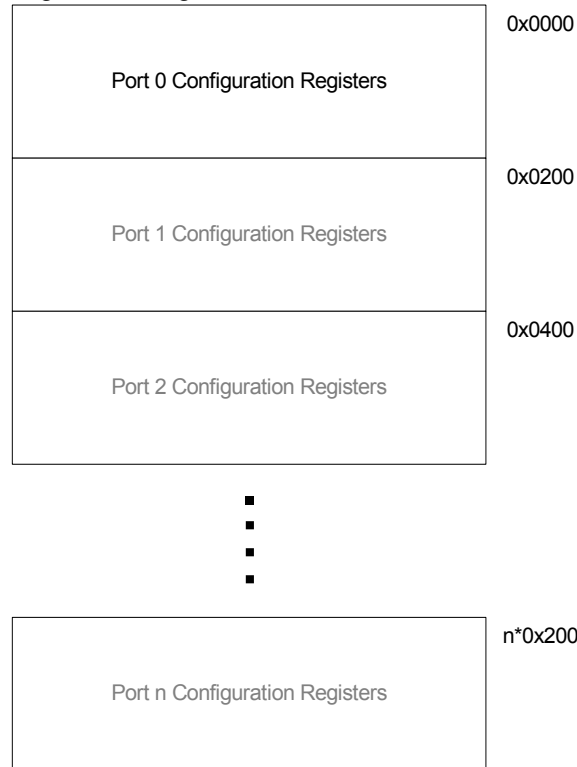 0x0000
Port 0 Configuration Registers
0x0200
Port 1 Configuration Registers
0x0400
Port 2 Configuration Registers
n*0x200
Port n Configuration Registers